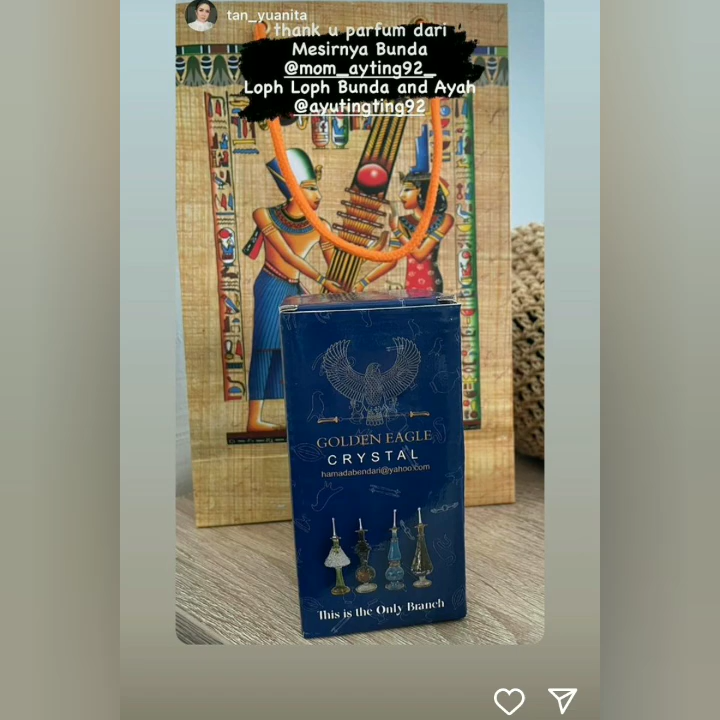 tan_yuanita
thank u parfum dari
Mesirnya Bunda
@mom_ayting92_
Loph Loph Bunda and Ayah
@ayutingting92
GOLDEN EAGLE
CRYSTAL
hamadabendari@yahoo.com
This is the Only Branch